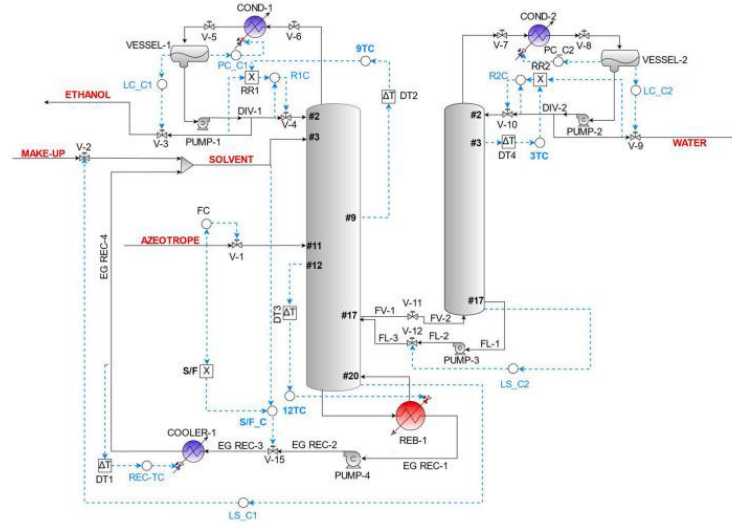 COND-1
V-5
V-6
VESSEL-1
PC_C1
9TC
LC_C1
RR1
X
R1C
DT2
ΔT
ETHANOL
DIV-1
V-4
#2
V-3
PUMP-1
#3
MAKE-UP
V-2
SOLVENT
FC
#9
AZEOTROPE
V-1
#11
#12
EG REC-4
DT3
ΔT
#17
FV-1
V-11
FV-2
V-12
FL-3
FL-2
FL-1
PUMP-3
LS_C2
#20
S/F
X
12TC
S/F_C
REB-1
COOLER-1
EG REC-3
EG REC-2
V-15
PUMP-4
EG REC-1
ΔT
DT1
REC-TC
LS_C1
COND-2
V-7
V-8
PC_C2
VESSEL-2
RR2
X
R2C
LC_C2
#2
V-10
DIV-2
PUMP-2
V-9
#3
ΔT
DT4
3TC
WATER
#17